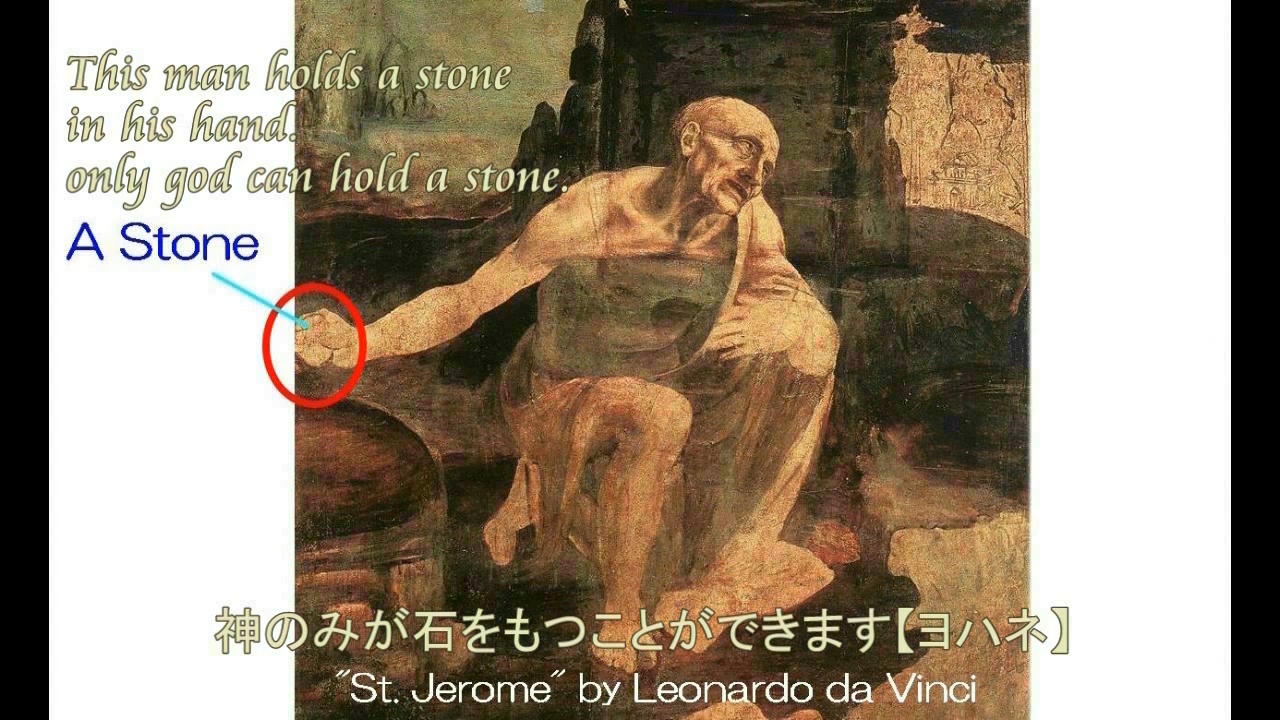 This man holds a stone
in his hand.
only god can hold a stone.
A Stone
神のみが石をもつことができます【ヨハネ】
"St. Jerome" by Leonardo da Vinci